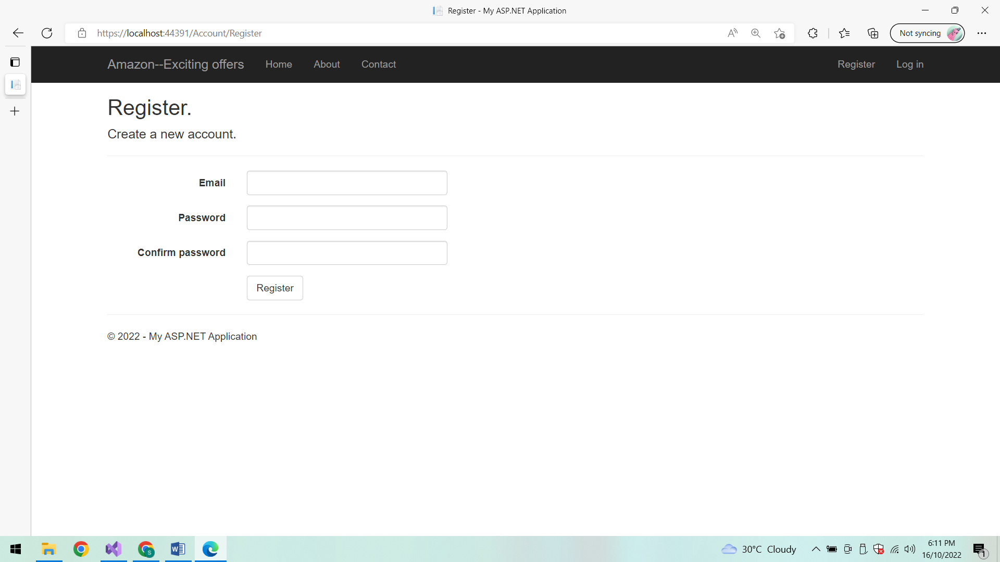 Register - My ASP.NET Application
https://localhost:44391/Account/Register
Not syncing
Amazon--Exciting offers Home About Contact Register Log in
Register.
Create a new account.
Email
Password
Confirm password
Register
© 2022 - My ASP.NET Application
30°C Cloudy
6:11 PM
16/10/2022
1
S
W